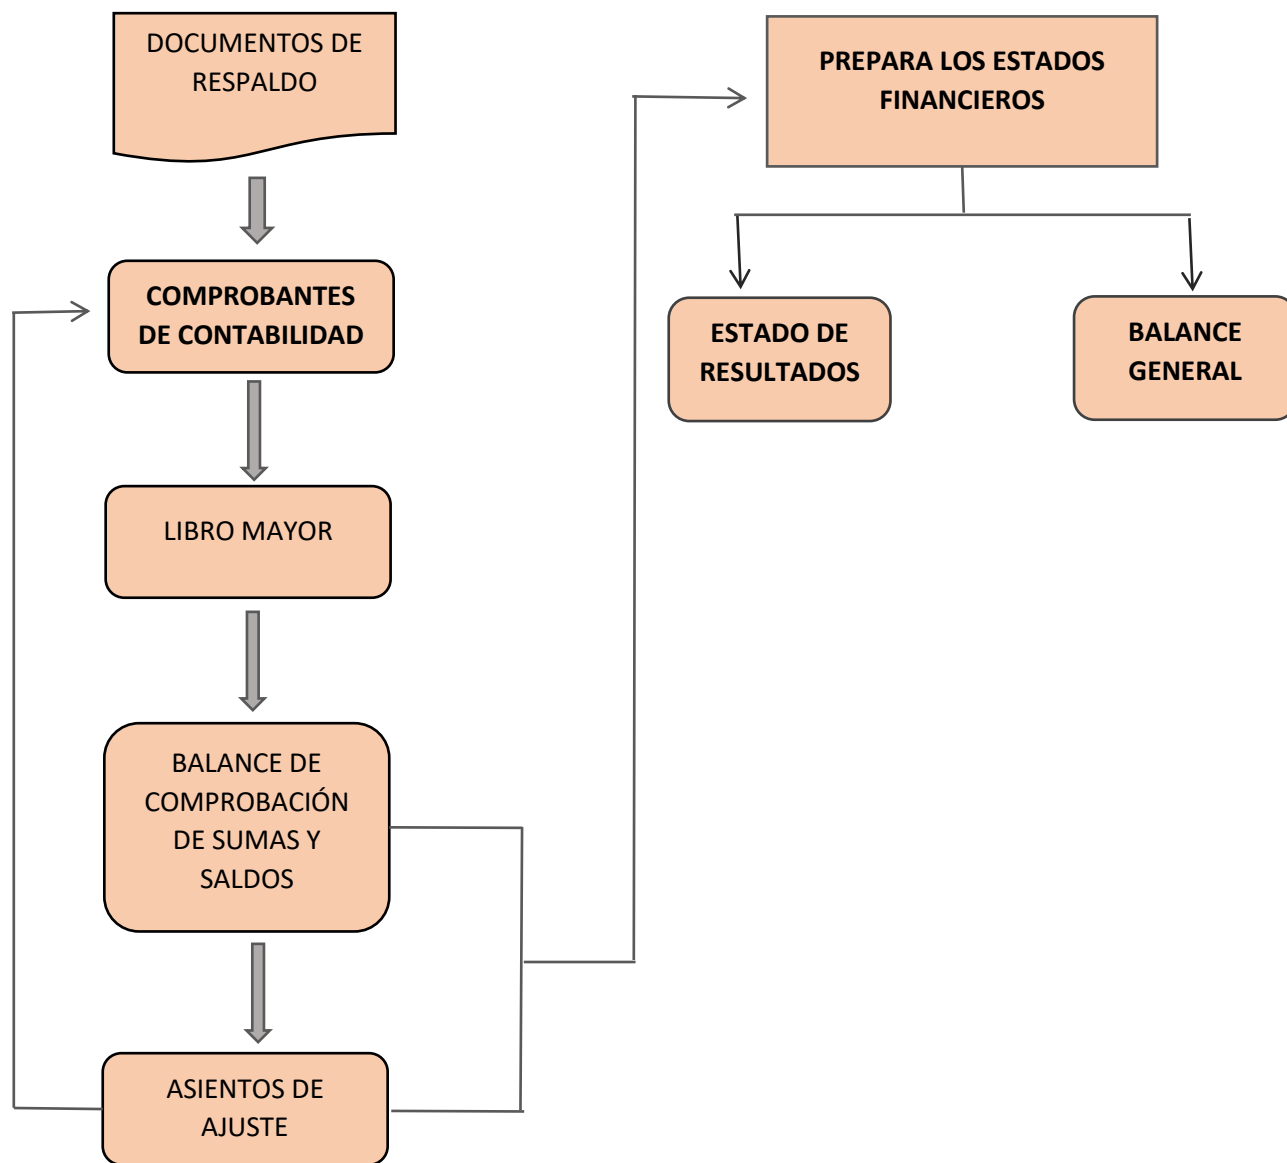 DOCUMENTOS DE
RESPALDO
COMPROBANTES
DE CONTABILIDAD
LIBRO MAYOR
BALANCE DE
COMPROBACIÓN
DE SUMAS Y
SALDOS
ASIENTOS DE
AJUSTE
PREPARA LOS ESTADOS
FINANCIEROS
ESTADO DE
RESULTADOS
BALANCE
GENERAL